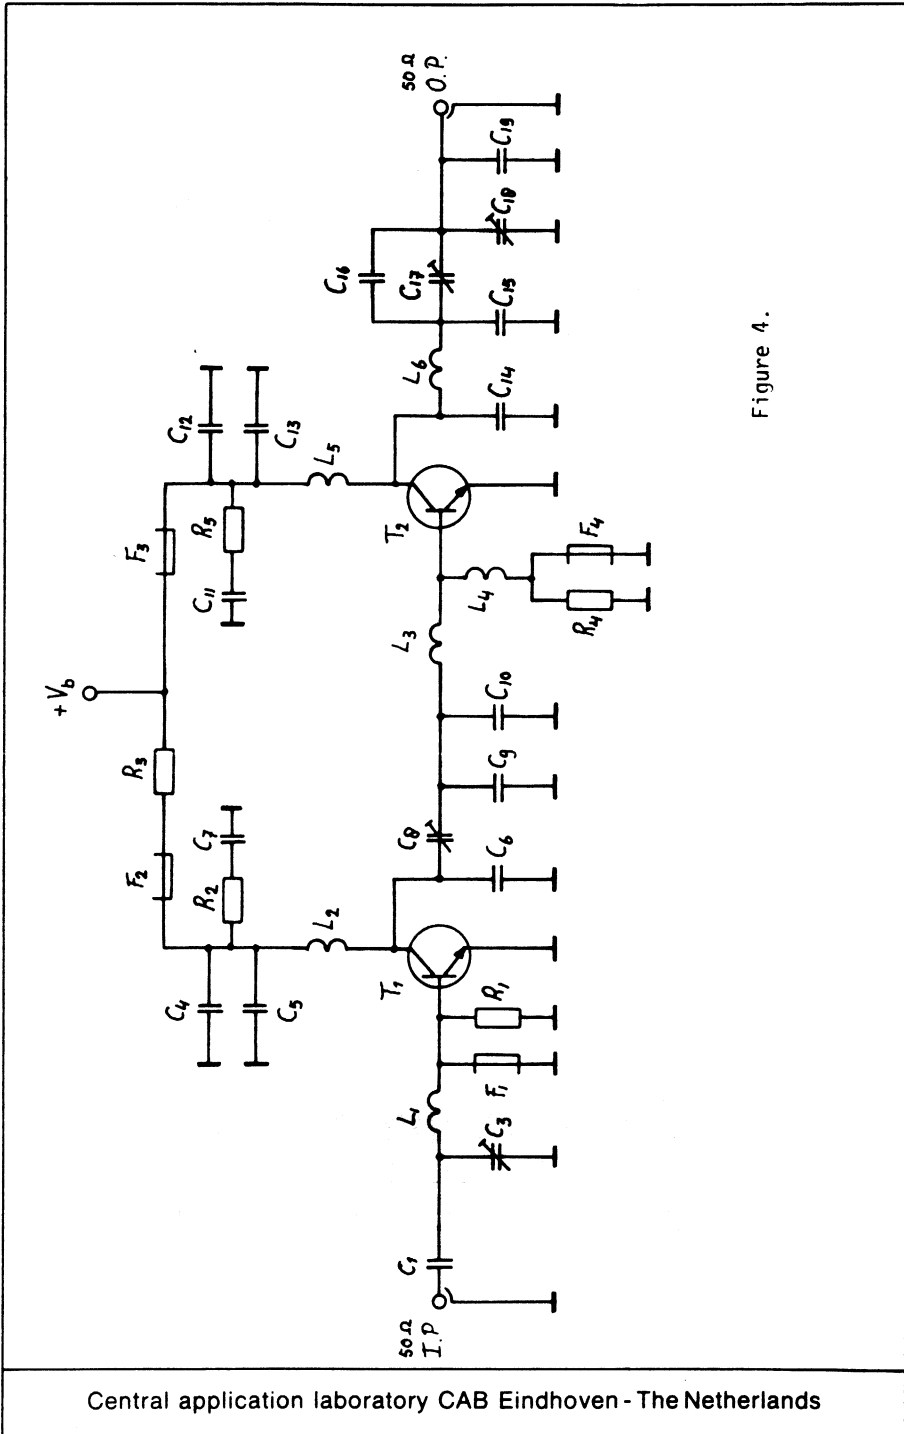 50Ω
I.P
C1
C3
L1
F1
R1
T1
C4
C5
L2
R2
C7
F2
R3
+Vb
C6
C8
C9
C10
L3
L4
R4
F4
T2
F3
C11
R5
C12
C13
L5
C14
L6
C15
C16
C17
C18
C19
50Ω
O.P.
Figure 4.
Central application laboratory CAB Eindhoven - The Netherlands